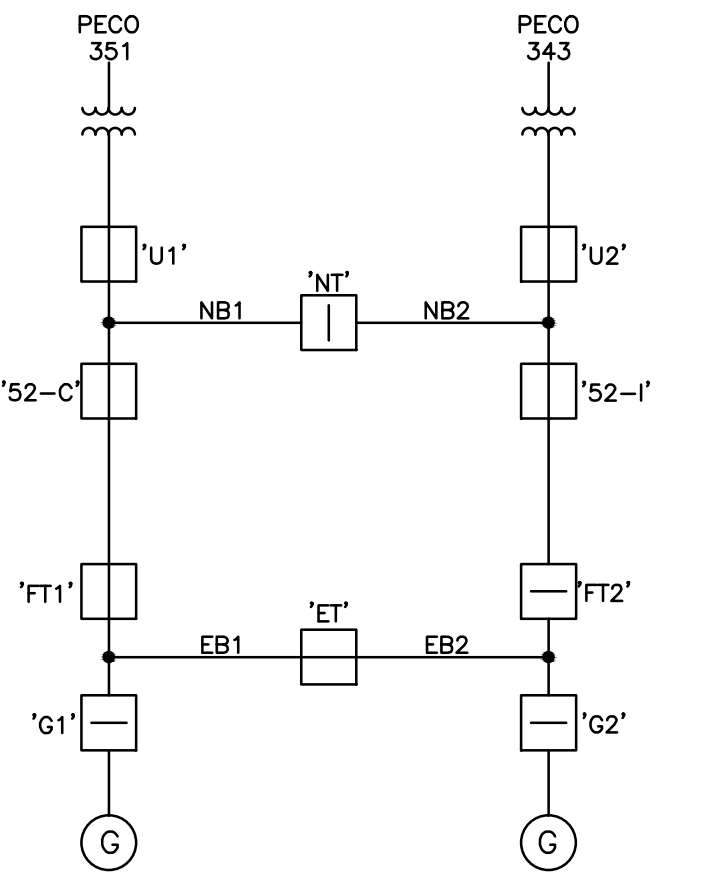 PECO
351
PECO
343
'U1'
'U2'
'NT'
NB1
NB2
'52-C'
'52-I'
'FT1'
'FT2'
'ET'
EB1
EB2
'G1'
'G2'
G
G